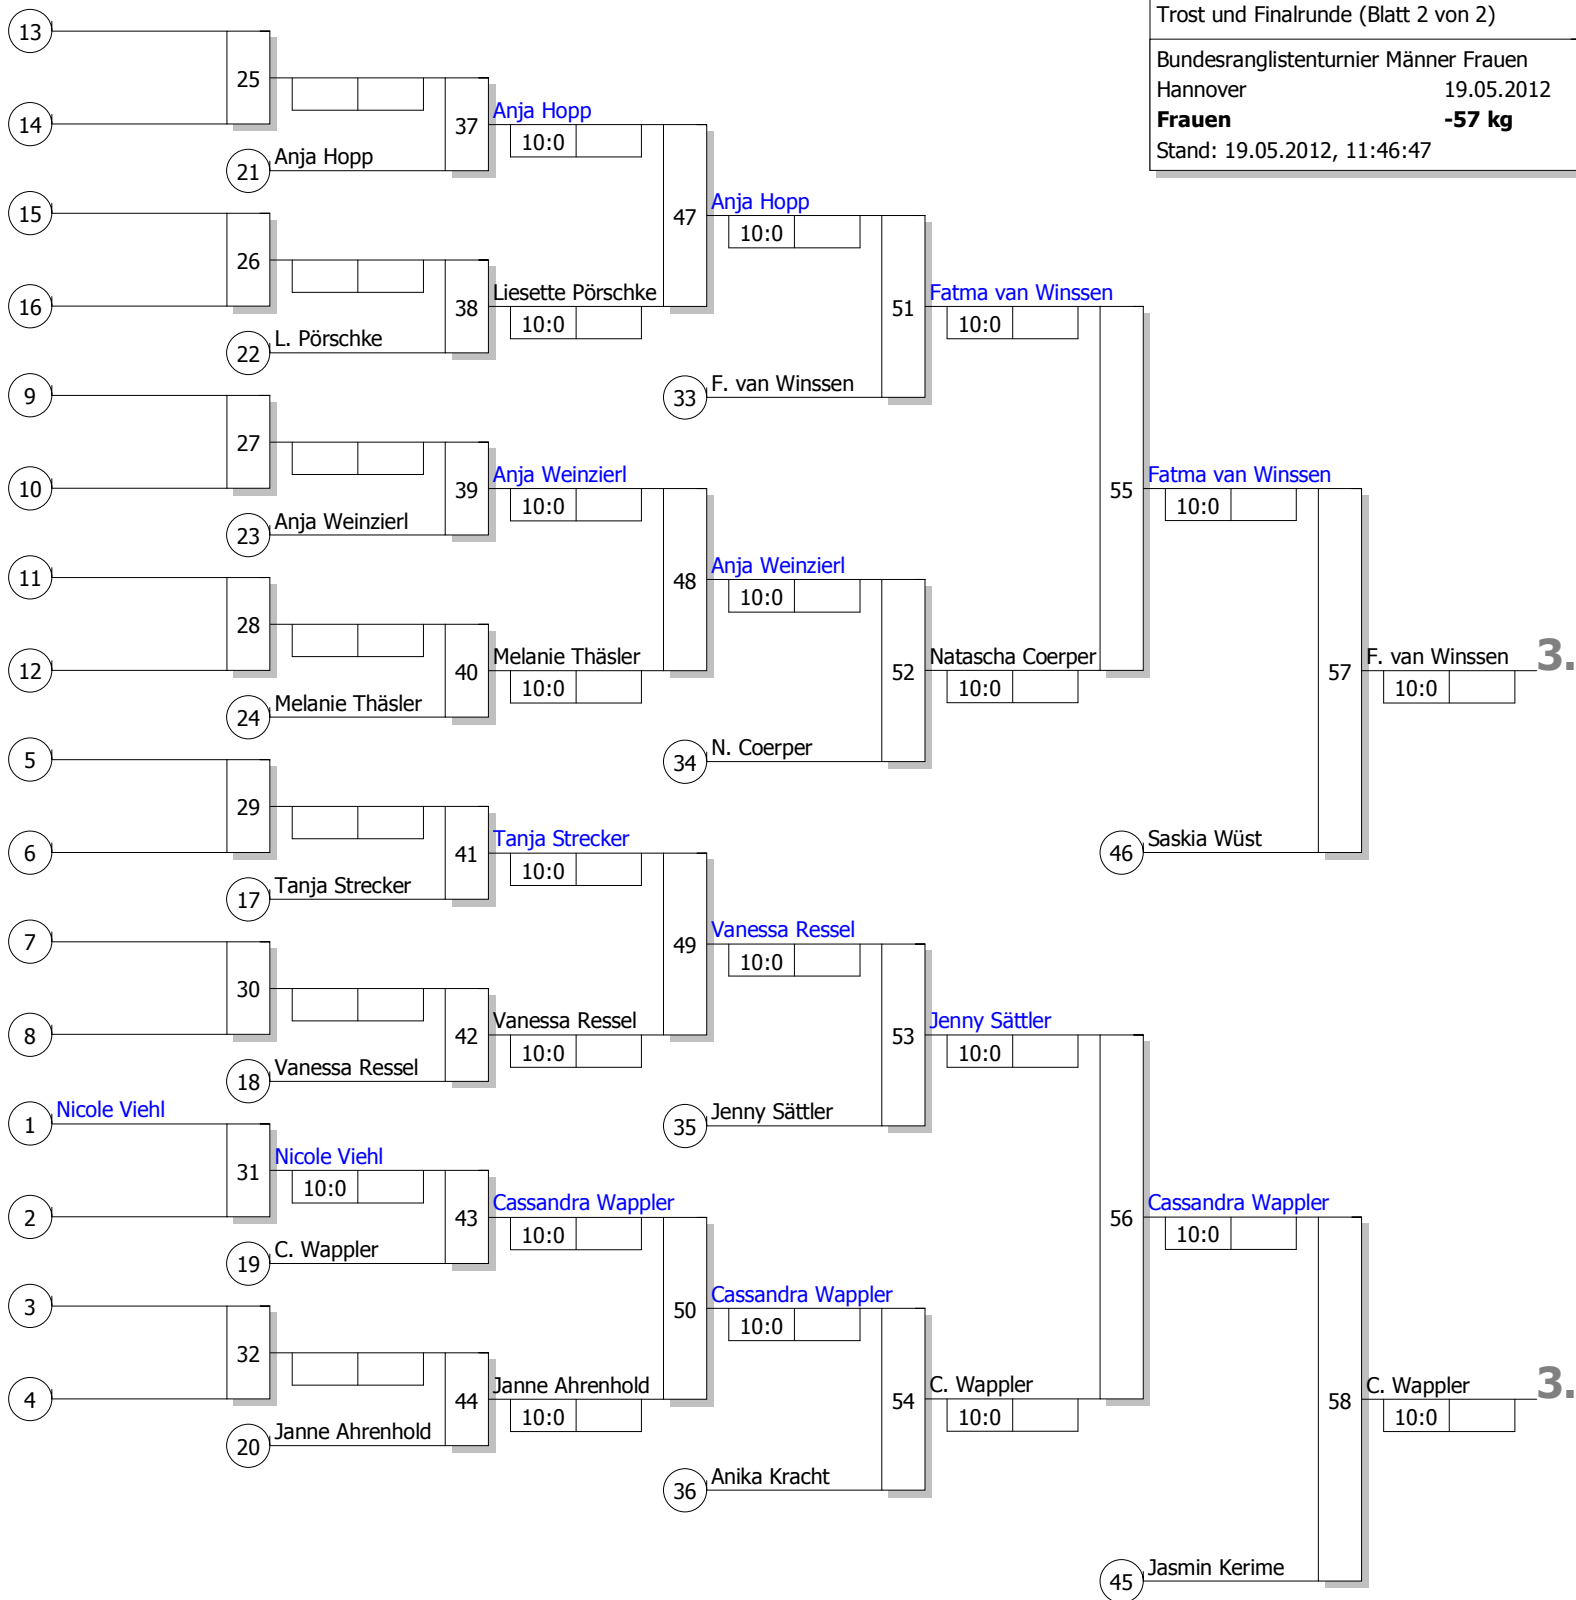 Trost und Finalrunde (Blatt 2 von 2)
Bundesranglistenturnier Männer Frauen
Hannover 19.05.2012
Frauen -57 kg
Stand: 19.05.2012, 11:46:47
13
25
14
37
Anja Hopp
10:0
21
Anja Hopp
15
47
Anja Hopp
10:0
26
16
38
Liesette Pörschke
10:0
22
L. Pörschke
51
Fatma van Winssen
10:0
33
F. van Winssen
9
27
10
39
Anja Weinzierl
10:0
23
Anja Weinzierl
55
Fatma van Winssen
10:0
11
48
Anja Weinzierl
10:0
28
12
40
Melanie Thäsler
10:0
24
Melanie Thäsler
52
Natascha Coerper
10:0
34
N. Coerper
57
F. van Winssen
10:0
3.
5
29
6
41
Tanja Strecker
10:0
46
Saskia Wüst
17
Tanja Strecker
7
49
Vanessa Ressel
10:0
30
8
42
Vanessa Ressel
10:0
18
Vanessa Ressel
53
Jenny Sättler
10:0
35
Jenny Sättler
1
Nicole Viehl
31
Nicole Viehl
10:0
2
43
Cassandra Wappler
10:0
19
C. Wappler
56
Cassandra Wappler
10:0
3
50
Cassandra Wappler
10:0
32
4
44
Janne Ahrenhold
10:0
20
Janne Ahrenhold
54
C. Wappler
10:0
36
Anika Kracht
58
C. Wappler
10:0
3.
45
Jasmin Kerime